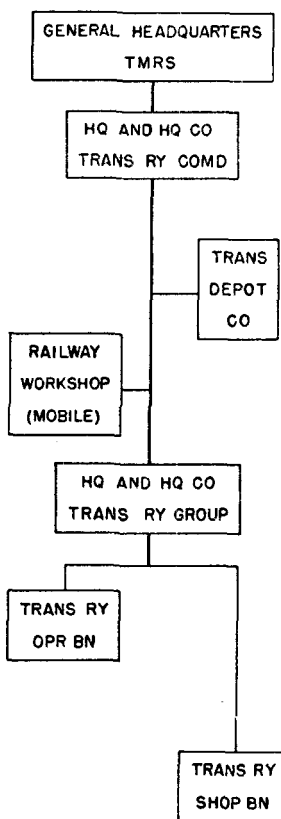 GENERAL HEADQUARTERS
TMRS
HQ AND HQ CO
TRANS RY COMD
TRANS
DEPOT
CO
RAILWAY
WORKSHOP
(MOBILE)
HQ AND HQ CO
TRANS RY GROUP
TRANS RY
OPR BN
TRANS RY
SHOP BN